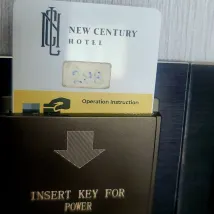 NEW CENTURY
HOTEL
Operation Instruction
INSERT KEY FOR
POWER